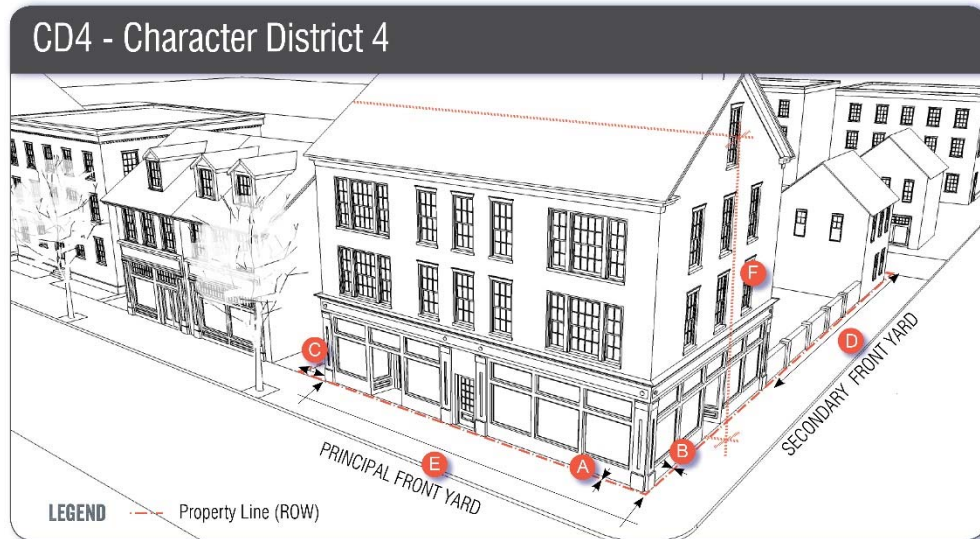 CD4 - Character District 4
F
C
D
SECONDARY FRONT YARD
B
A
E
PRINCIPAL FRONT YARD
LEGEND Property Line (ROW)